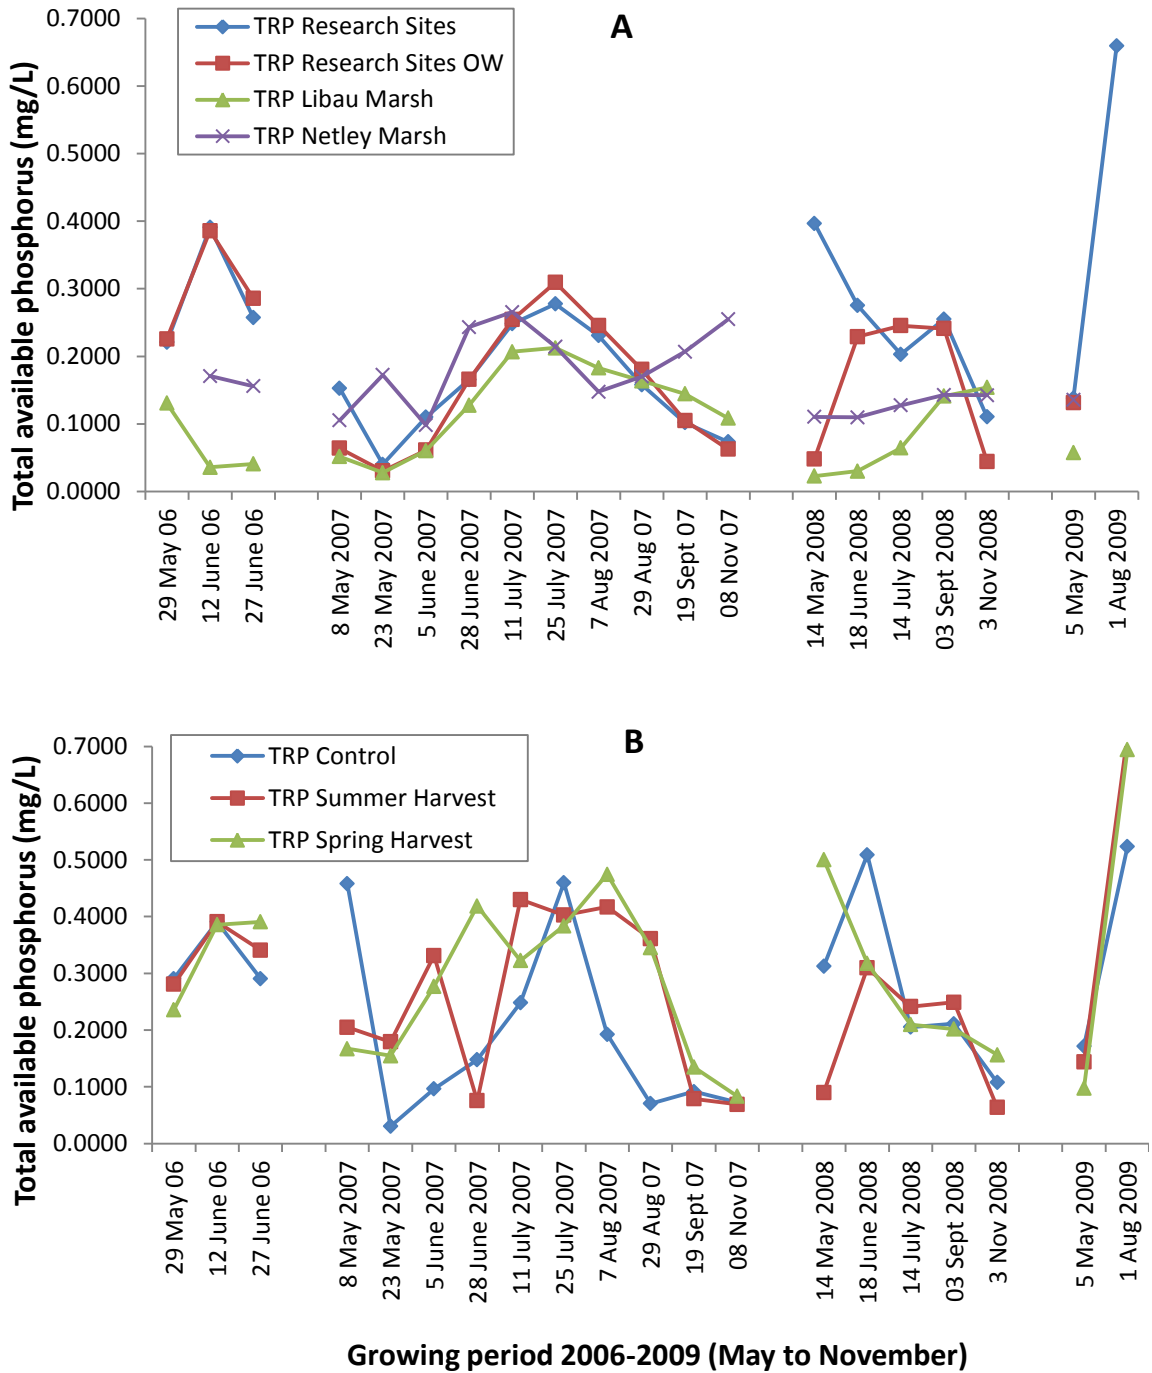 A
TRP Research Sites
TRP Research Sites OW
TRP Libau Marsh
TRP Netley Marsh
Total available phosphorus (mg/L)
0.7000
0.6000
0.5000
0.4000
0.3000
0.2000
0.1000
0.0000
29 May 06
12 June 06
27 June 06
8 May 2007
23 May 2007
5 June 2007
28 June 2007
11 July 2007
25 July 2007
7 Aug 2007
29 Aug 07
19 Sept 07
08 Nov 07
14 May 2008
18 June 2008
14 July 2008
03 Sept 2008
3 Nov 2008
5 May 2009
1 Aug 2009
B
TRP Control
TRP Summer Harvest
TRP Spring Harvest
Total available phosphorus (mg/L)
0.7000
0.6000
0.5000
0.4000
0.3000
0.2000
0.1000
0.0000
29 May 06
12 June 06
27 June 06
8 May 2007
23 May 2007
5 June 2007
28 June 2007
11 July 2007
25 July 2007
7 Aug 2007
29 Aug 07
19 Sept 07
08 Nov 07
14 May 2008
18 June 2008
14 July 2008
03 Sept 2008
3 Nov 2008
5 May 2009
1 Aug 2009
Growing period 2006-2009 (May to November)